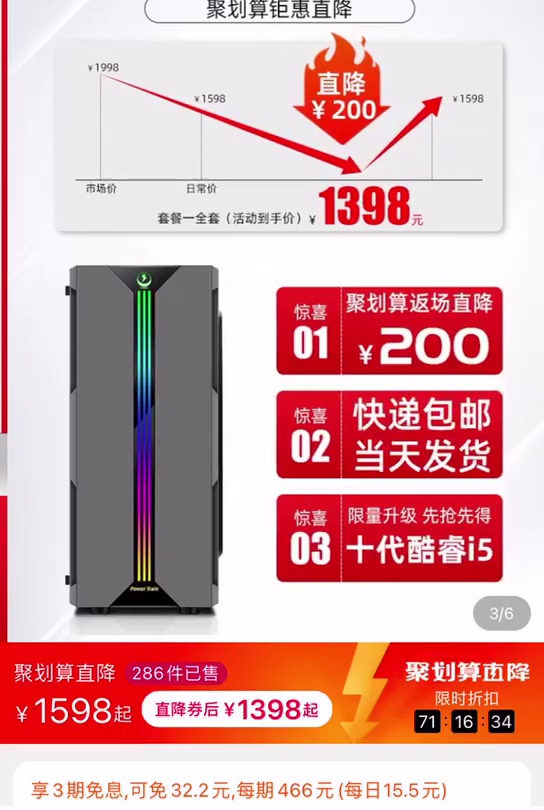 聚划算钜惠直降
¥1998
直降
¥200
¥1598
¥1598
市场价
日常价
套餐一全套（活动到手价）¥1398元
惊喜
01
聚划算返场直降
¥200
惊喜
02
快递包邮
当天发货
惊喜
03
限量升级 先抢先得
十代酷睿i5
Power Train
3/6
聚划算直降 286件已售
¥1598起 直降券后¥1398起
聚划算直降
限时折扣
71:16:34
享3期免息,可免32.2元,每期466元(每日15.5元)